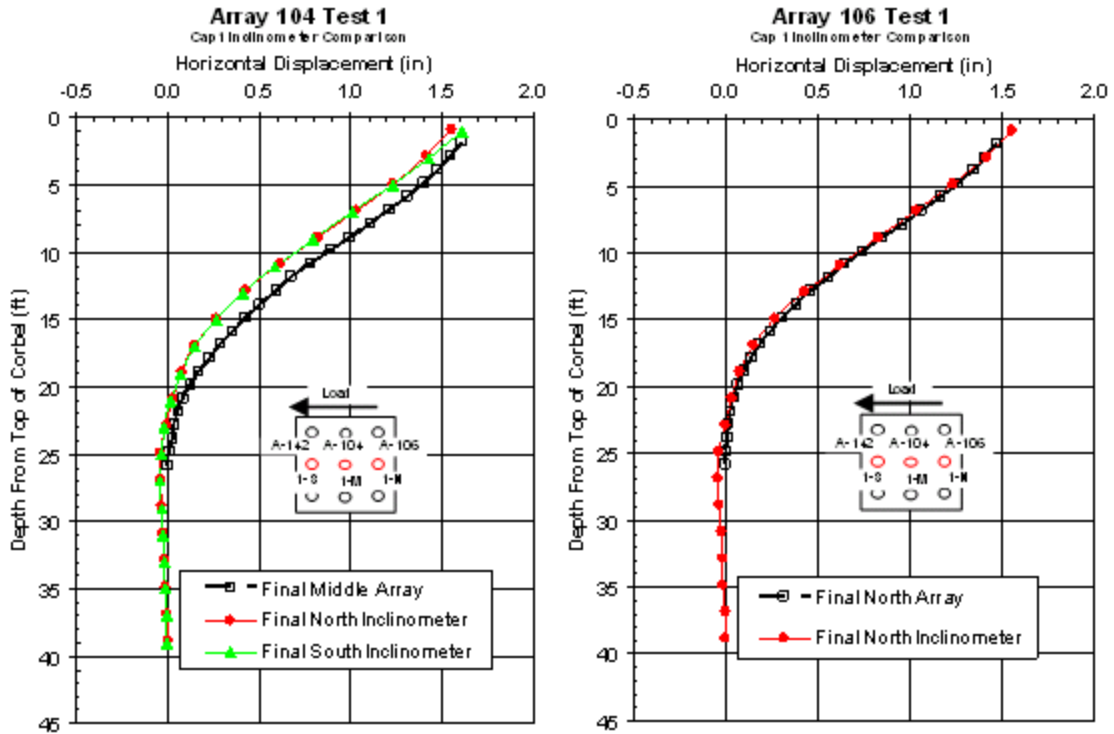 Array 104 Test 1
Cap 1 Inclinometer Comparison
Horizontal Displacement (in)
-0.5 0.0 0.5 1.0 1.5 2.0
0
5
10
15
20
25
30
35
40
45
Depth From Top of Corbel (ft)
Load
A-142 A-104 A-106
1-S 1-M 1-N
Final Middle Array
Final North Inclinometer
Final South Inclinometer
Array 106 Test 1
Cap 1 Inclinometer Comparison
Horizontal Displacement (in)
-0.5 0.0 0.5 1.0 1.5 2.0
0
5
10
15
20
25
30
35
40
45
Depth From Top of Corbel (ft)
Load
A-142 A-104 A-106
1-S 1-M 1-N
Final North Array
Final North Inclinometer